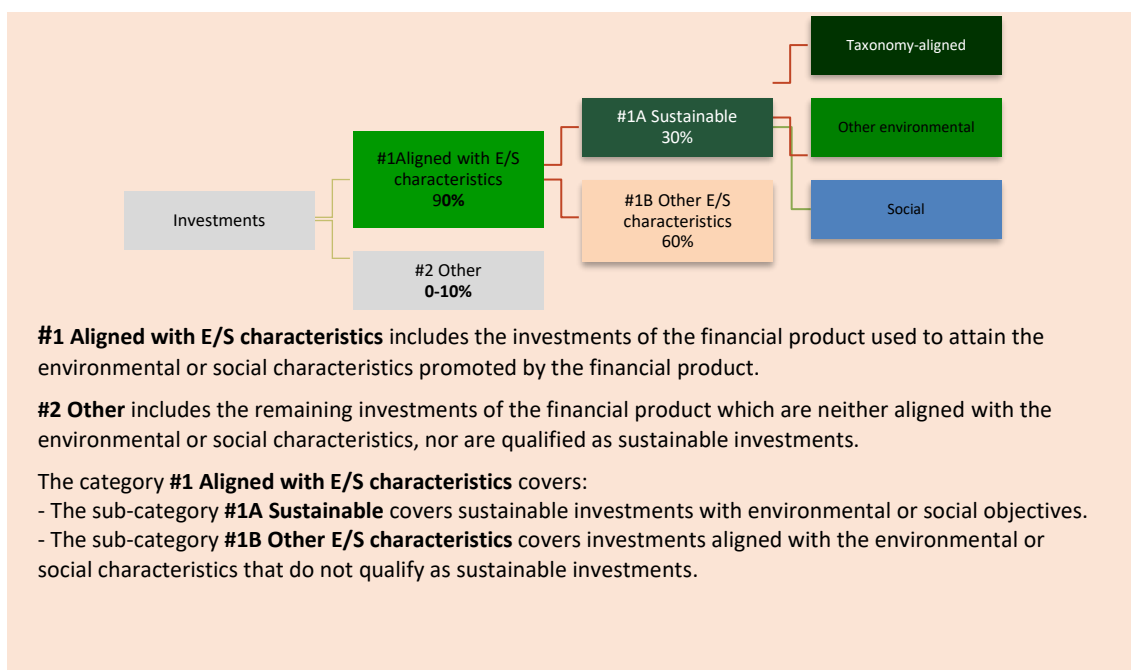 Taxonomy-aligned
#1A Sustainable
30%
Other environmental
#1Aligned with E/S
characteristics
90%
#1B Other E/S
characteristics
60%
Social
Investments
#2 Other
0-10%
#1 Aligned with E/S characteristics includes the investments of the financial product used to attain the
environmental or social characteristics promoted by the financial product.
#2 Other includes the remaining investments of the financial product which are neither aligned with the
environmental or social characteristics, nor are qualified as sustainable investments.
The category #1 Aligned with E/S characteristics covers:
- The sub-category #1A Sustainable covers sustainable investments with environmental or social objectives.
- The sub-category #1B Other E/S characteristics covers investments aligned with the environmental or
social characteristics that do not qualify as sustainable investments.